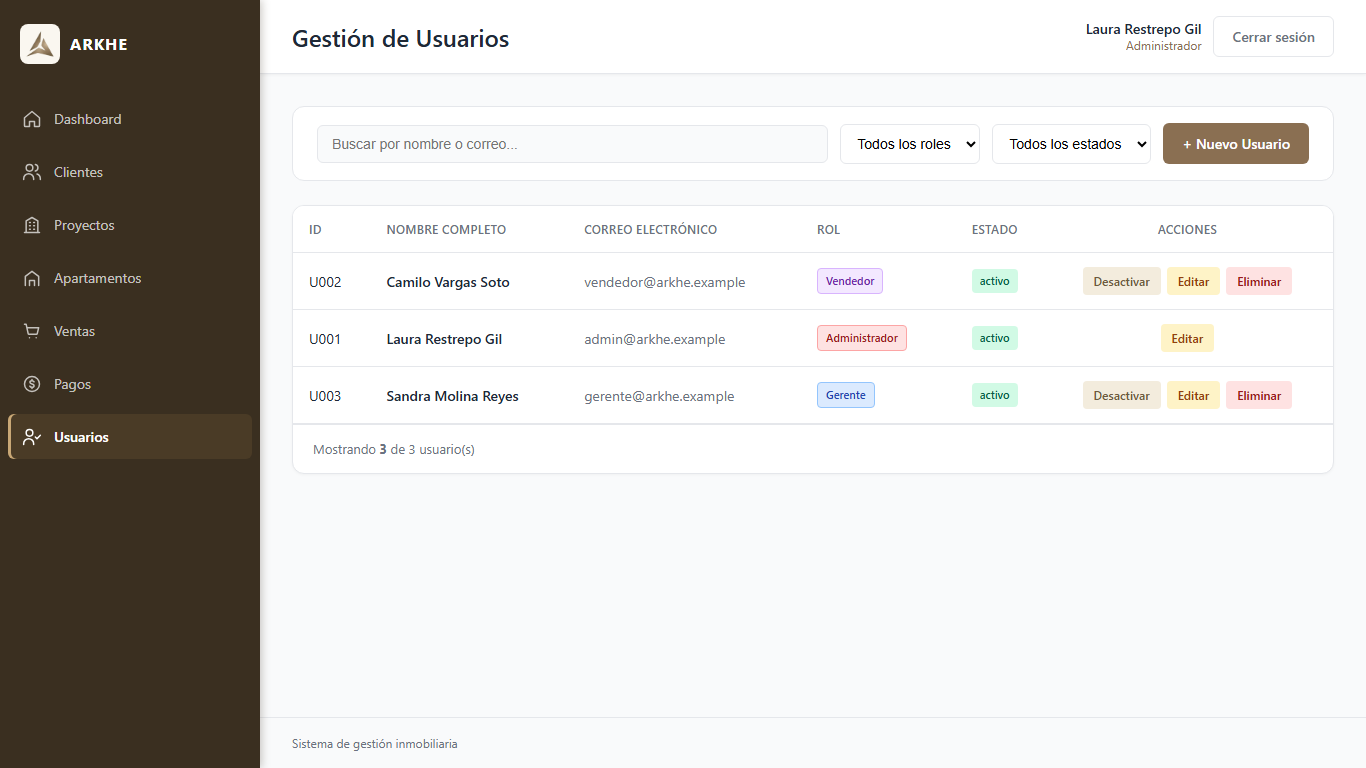 ARKHE
Dashboard
Clientes
Proyectos
Apartamentos
Ventas
Pagos
Usuarios
Gestión de Usuarios
Laura Restrepo Gil
Administrador
Cerrar sesión
Buscar por nombre o correo...
Todos los roles
Todos los estados
+ Nuevo Usuario
ID NOMBRE COMPLETO CORREO ELECTRÓNICO ROL ESTADO ACCIONES
U002 Camilo Vargas Soto vendedor@arkhe.example Vendedor activo Desactivar Editar Eliminar
U001 Laura Restrepo Gil admin@arkhe.example Administrador activo Editar
U003 Sandra Molina Reyes gerente@arkhe.example Gerente activo Desactivar Editar Eliminar
Mostrando 3 de 3 usuario(s)
Sistema de gestión inmobiliaria